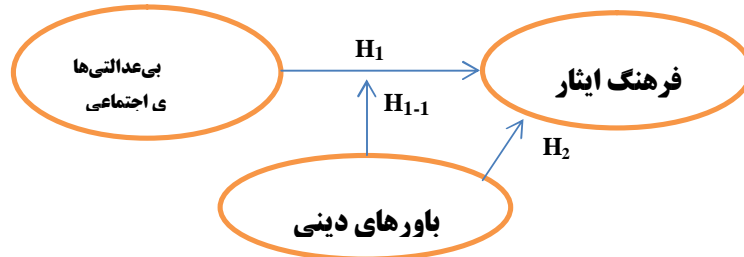 H1
بی‌عدالتی‌ها
ی اجتماعی
فرهنگ ایثار
H1-1
H2
باورهای دینی